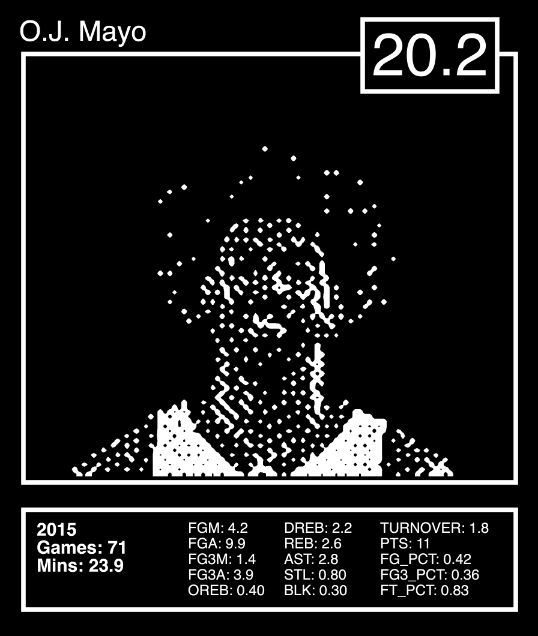 O.J. Mayo
20.2
2015
Games: 71
Mins: 23.9
FGM: 4.2
FGA: 9.9
FG3M: 1.4
FG3A: 3.9
OREB: 0.40
DREB: 2.2
REB: 2.6
AST: 2.8
STL: 0.80
BLK: 0.30
TURNOVER: 1.8
PTS: 11
FG_PCT: 0.42
FG3_PCT: 0.36
FT_PCT: 0.83